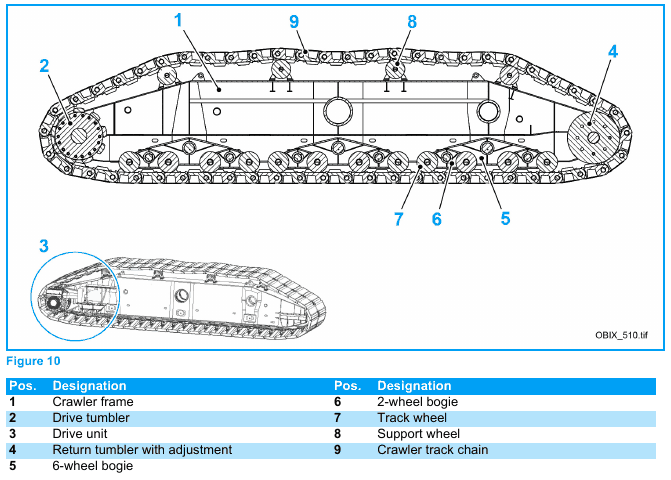 1
9
8
2
4
7
6
5
3
OBIX_510.tif
Figure 10
Pos. Designation Pos. Designation
1 Crawler frame 6 2-wheel bogie
2 Drive tumbler 7 Track wheel
3 Drive unit 8 Support wheel
4 Return tumbler with adjustment 9 Crawler track chain
5 6-wheel bogie